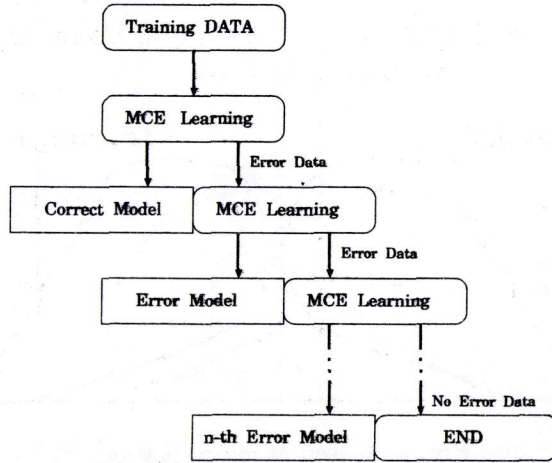 Training DATA
MCE Learning
Error Data
Correct Model
MCE Learning
Error Data
Error Model
MCE Learning
No Error Data
n-th Error Model
END